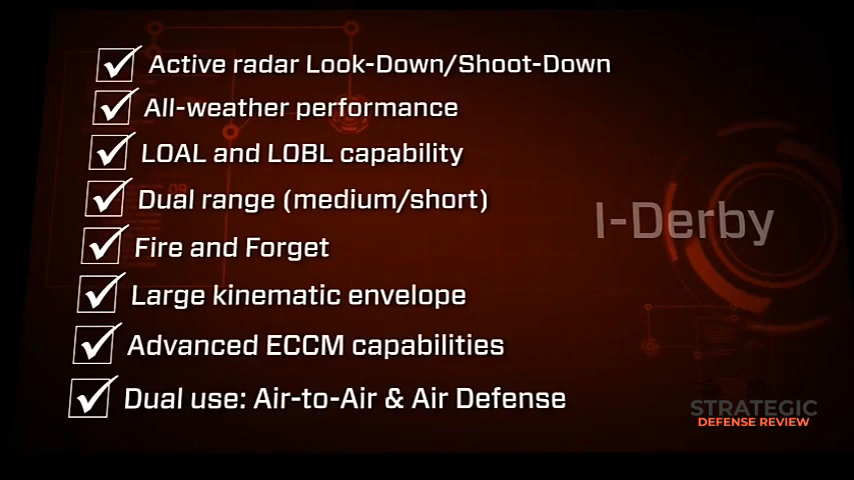 Active radar Look-Down/Shoot-Down
All-weather performance
LOAL and LOBL capability
Dual range (medium/short)
Fire and Forget
Large kinematic envelope
Advanced ECCM capabilities
Dual use: Air-to-Air & Air Defense
I-Derby
STRATEGIC
DEFENSE REVIEW